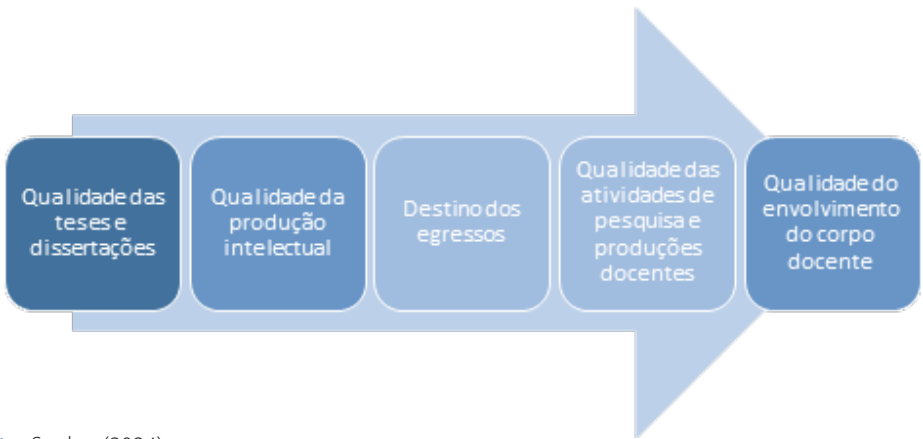 Qualidade das
teses e
dissertações
Qualidade da
produção
intelectual
Destino dos
egressos
Qualidade das
atividades de
pesquisa e
produções
docentes
Qualidade do
envolvimento
do corpo
docente